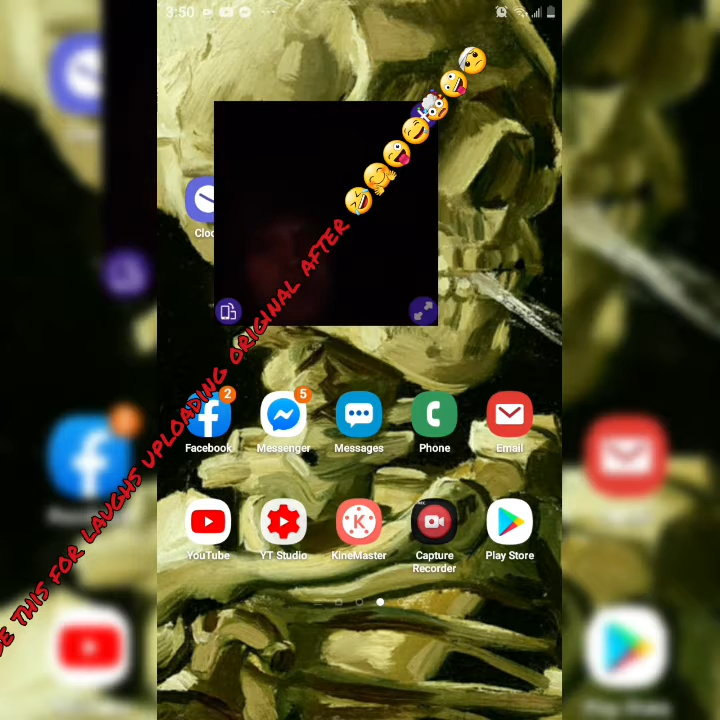 3:50
Cloc
THIS FOR LAUGHS UPLOADING ORIGINAL AFTER
2
5
Facebook
Messenger
Messages
Phone
Email
YouTube
YT Studio
KineMaster
Capture
Recorder
Play Store